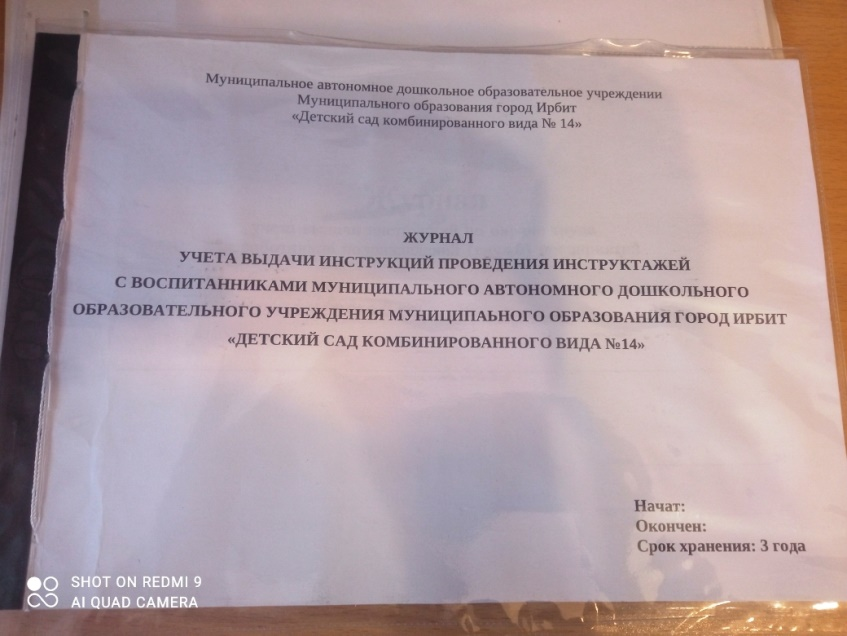 Муниципальное автономное дошкольное образовательное учреждении
Муниципального образования город Ирбит
«Детский сад комбинированного вида № 14»
ЖУРНАЛ
УЧЕТА ВЫДАЧИ ИНСТРУКЦИЙ ПРОВЕДЕНИЯ ИНСТРУКТАЖЕЙ
С ВОСПИТАННИКАМИ МУНИЦИПАЛЬНОГО АВТОНОМНОГО ДОШКОЛЬНОГО
ОБРАЗОВАТЕЛЬНОГО УЧРЕЖДЕНИЯ МУНИЦИПАЬНОГО ОБРАЗОВАНИЯ ГОРОД ИРБИТ
«ДЕТСКИЙ САД КОМБИНИРОВАННОГО ВИДА №14»
Начат:
Окончен:
Срок хранения: 3 года
SHOT ON REDMI 9
AI QUAD CAMERA